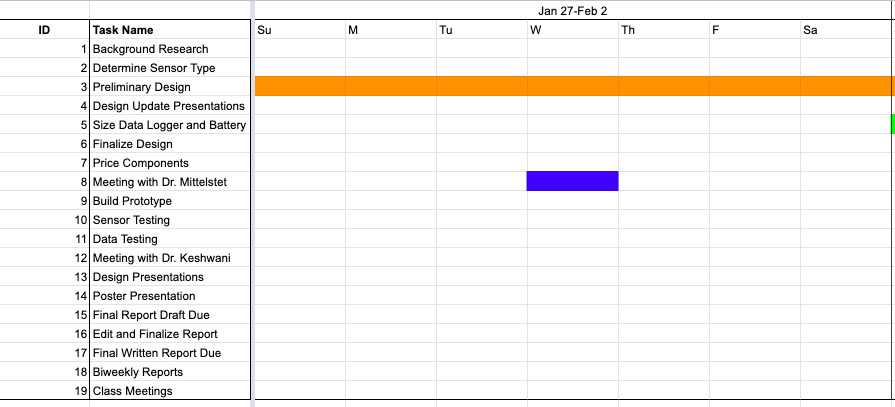 Jan 27-Feb 2
ID Task Name Su M Tu W Th F Sa
1 Background Research
2 Determine Sensor Type
3 Preliminary Design
4 Design Update Presentations
5 Size Data Logger and Battery
6 Finalize Design
7 Price Components
8 Meeting with Dr. Mittelstet
9 Build Prototype
10 Sensor Testing
11 Data Testing
12 Meeting with Dr. Keshwani
13 Design Presentations
14 Poster Presentation
15 Final Report Draft Due
16 Edit and Finalize Report
17 Final Written Report Due
18 Biweekly Reports
19 Class Meetings